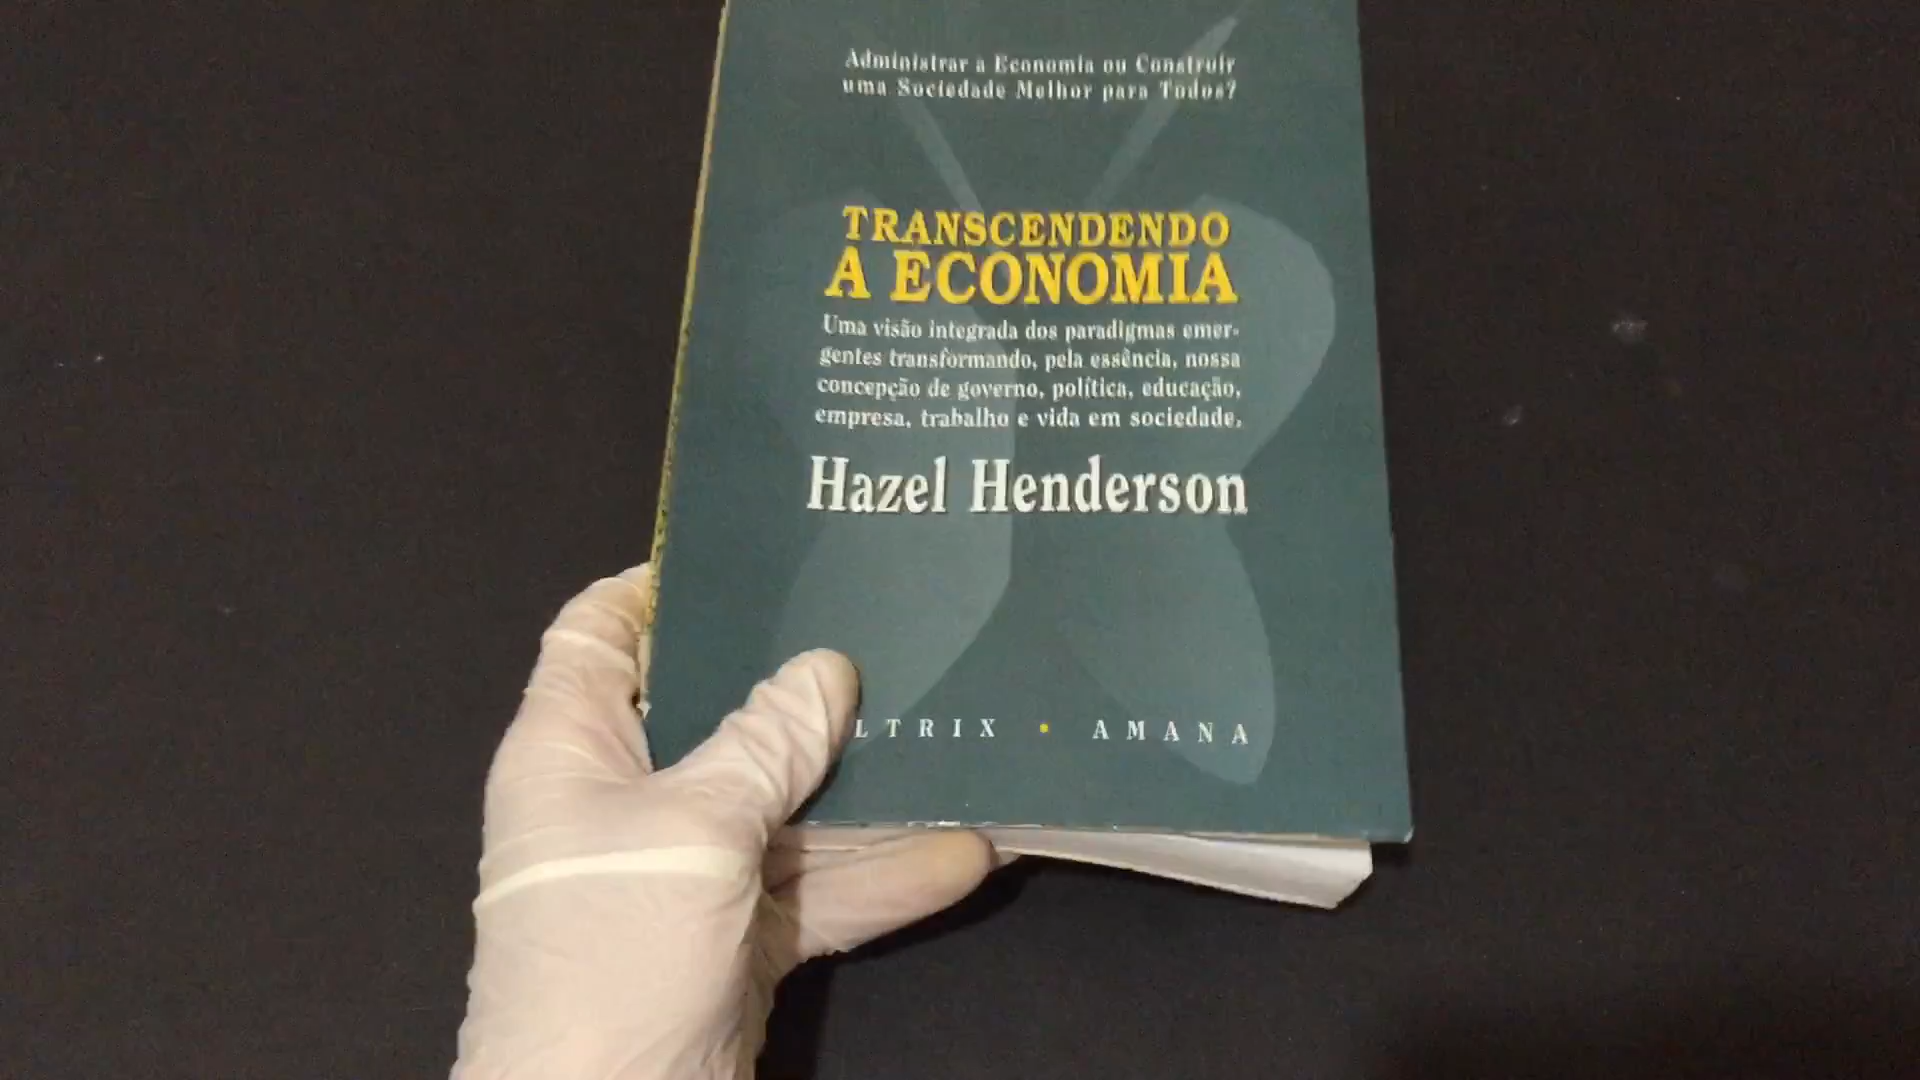 Administrar a Economia ou Construir
uma Sociedade Melhor para Todos?
TRANSCENDENDO
A ECONOMIA
Uma visão integrada dos paradigmas emer-
gentes transformando, pela essência, nossa
concepção de governo, política, educação,
empresa, trabalho e vida em sociedade.
Hazel Henderson
LTRIX • AMANA